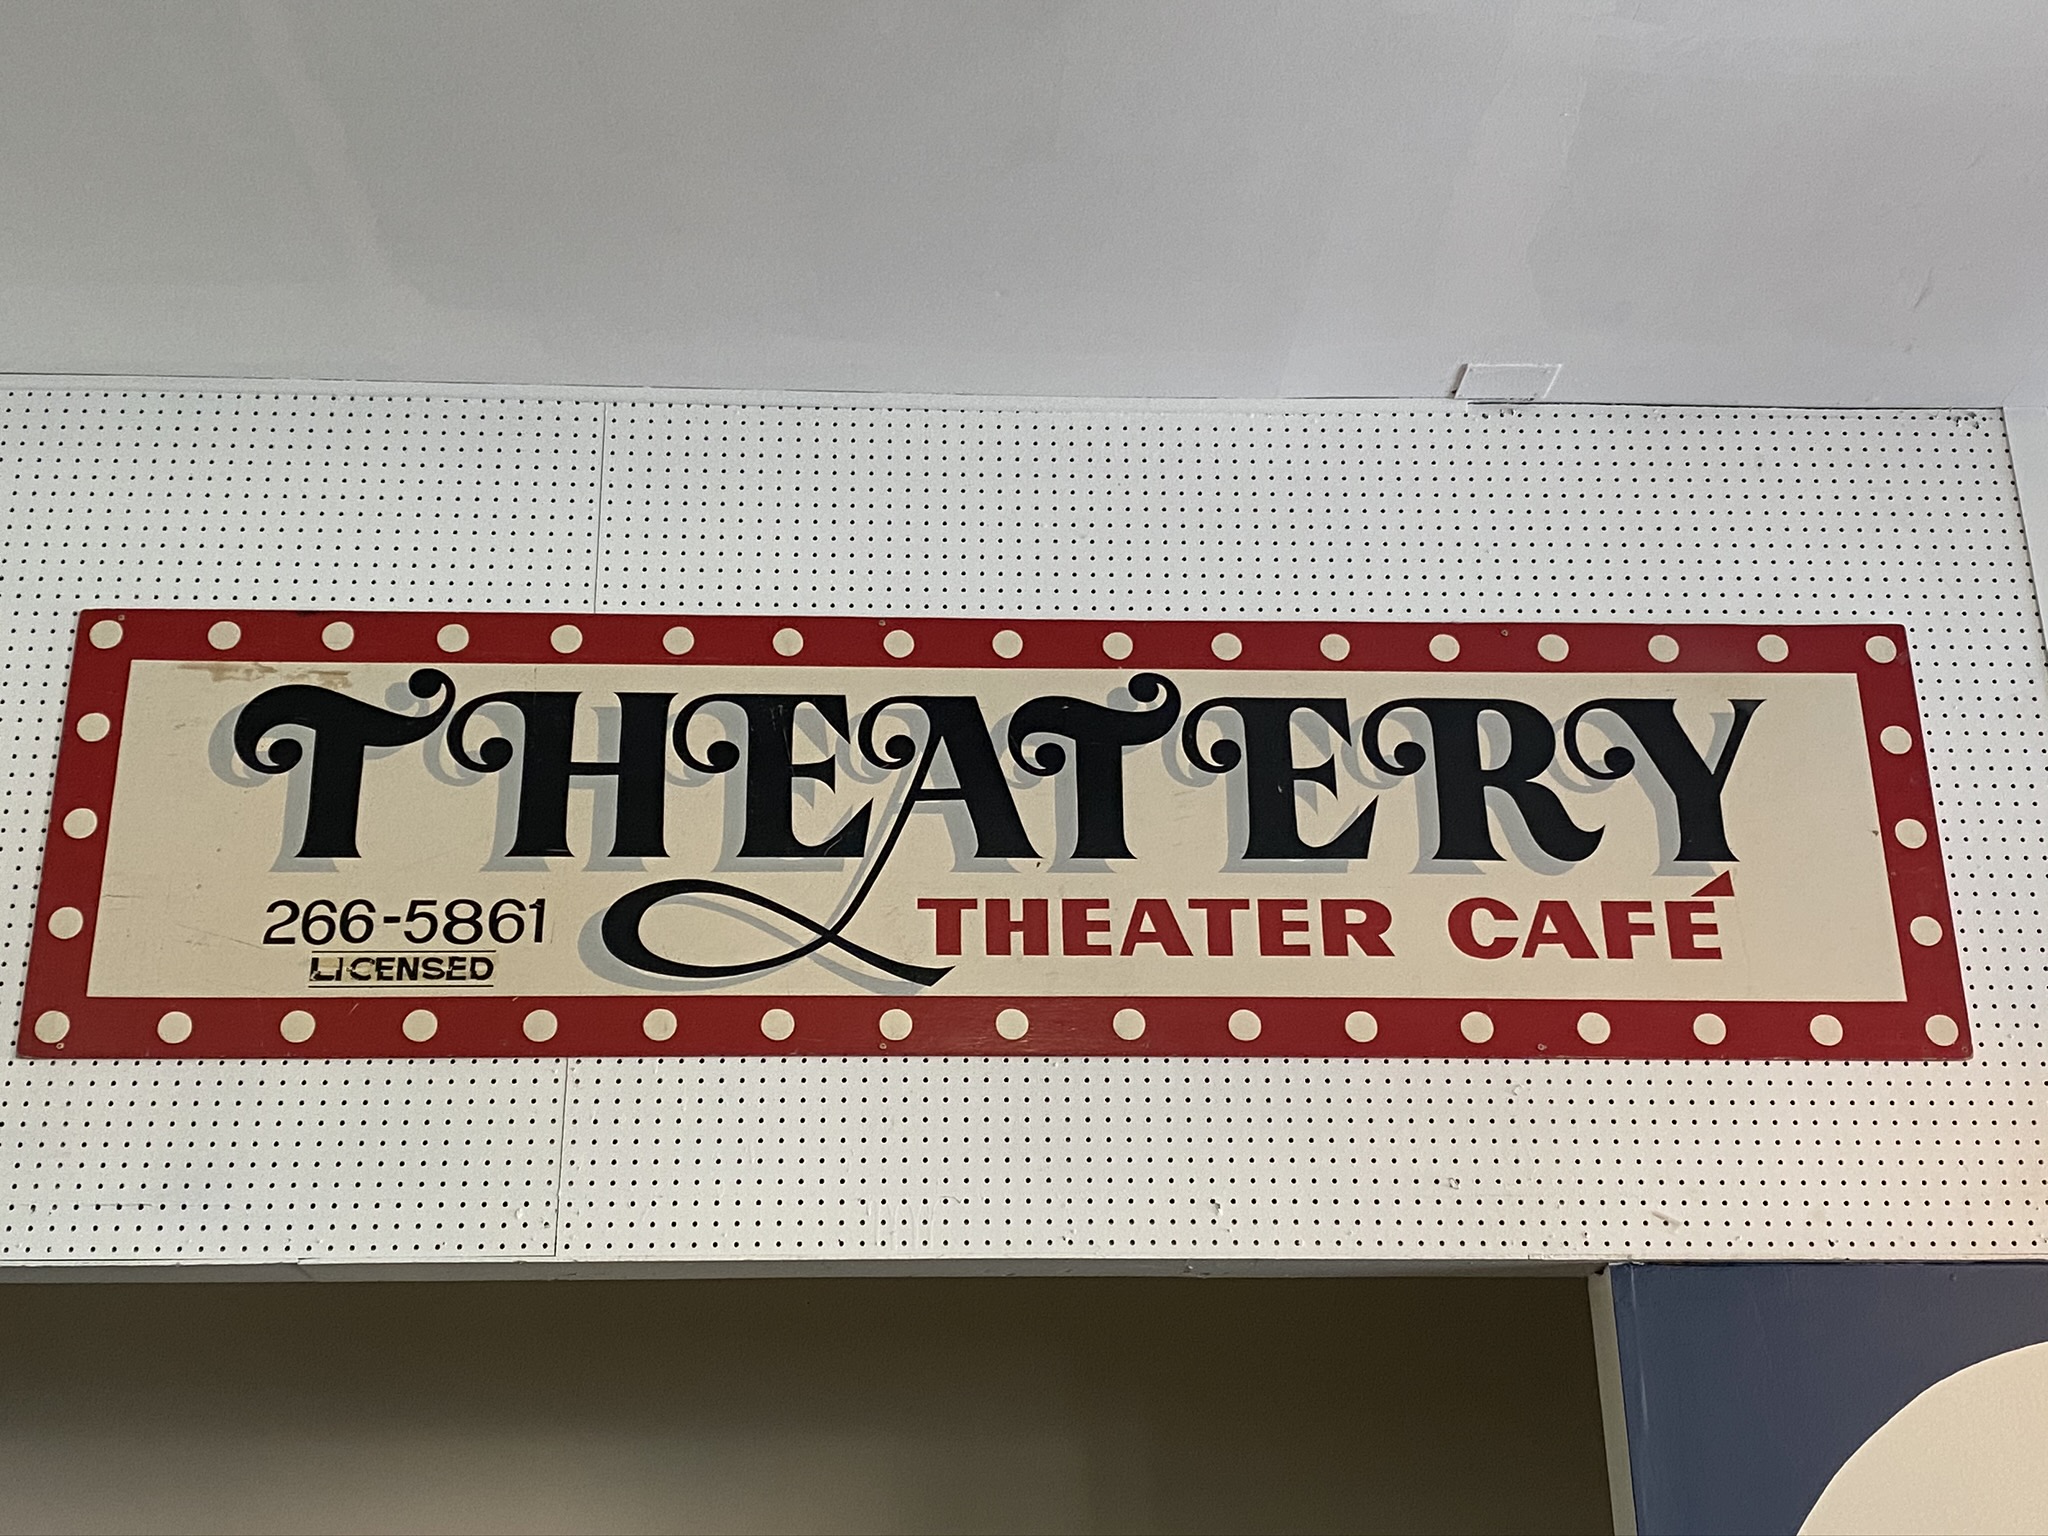 THEATERY
266-5861
LICENSED
THEATER CAFÉ